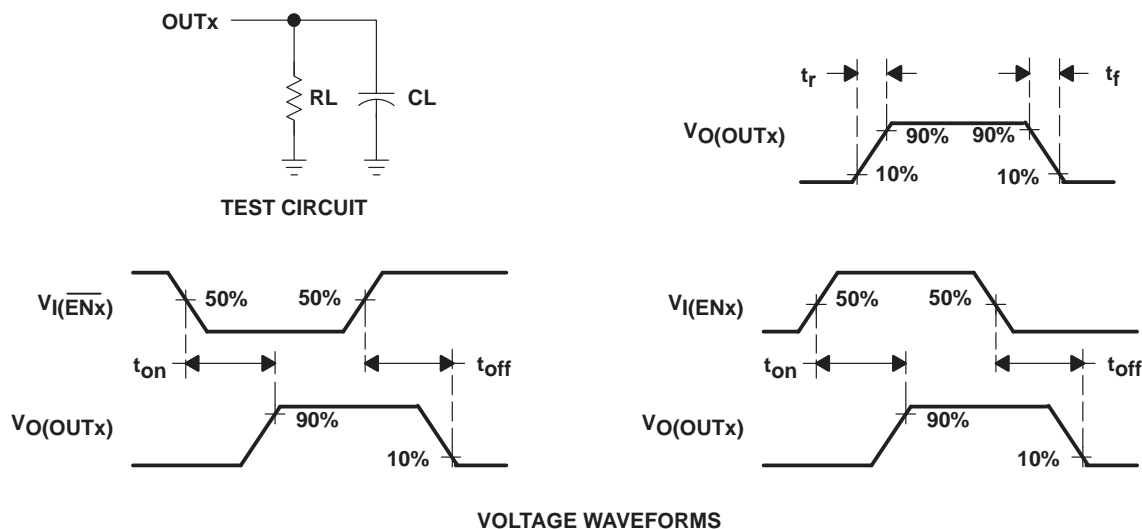 OUTx
RL
CL
TEST CIRCUIT
tr
tf
VO(OUTx)
90%
90%
10%
10%
VI(E̅N̅x̅)
50%
50%
ton
toff
VO(OUTx)
90%
10%
VI(ENx)
50%
50%
ton
toff
VO(OUTx)
90%
10%
VOLTAGE WAVEFORMS